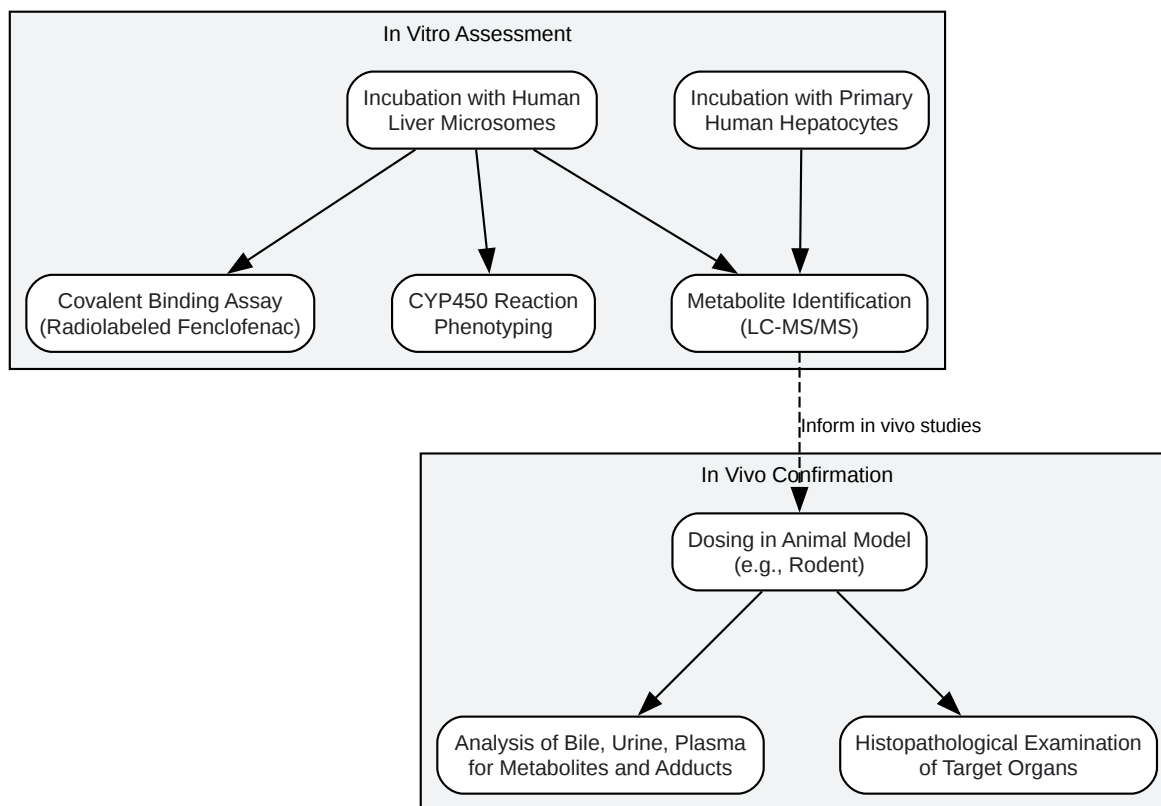 In Vitro Assessment
Incubation with Human
Liver Microsomes
Incubation with Primary
Human Hepatocytes
Covalent Binding Assay
(Radiolabeled Fenclofenac)
CYP450 Reaction
Phenotyping
Metabolite Identification
(LC-MS/MS)
Inform in vivo studies
In Vivo Confirmation
Dosing in Animal Model
(e.g., Rodent)
Analysis of Bile, Urine, Plasma
for Metabolites and Adducts
Histopathological Examination
of Target Organs